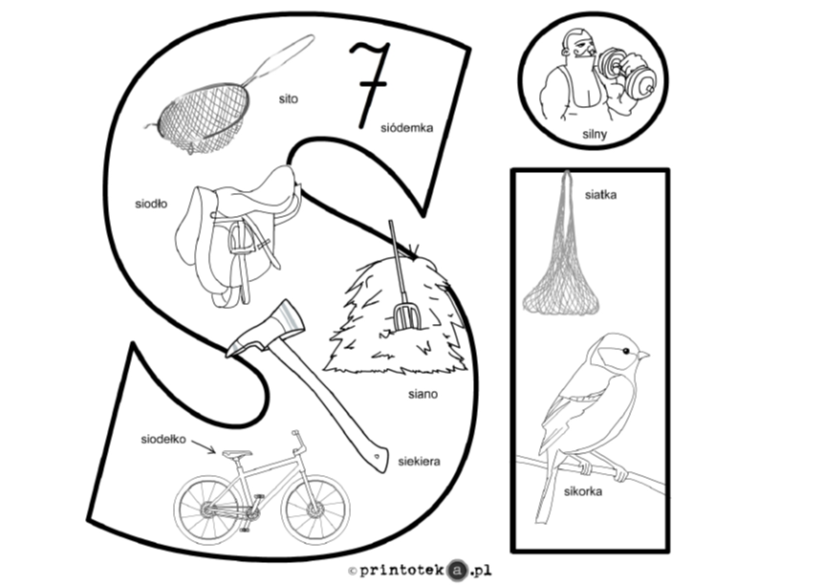 sito
7
siódemka
siodło
siano
siekiera
siodełko
silny
siatka
sikorka
© printoteka.pl